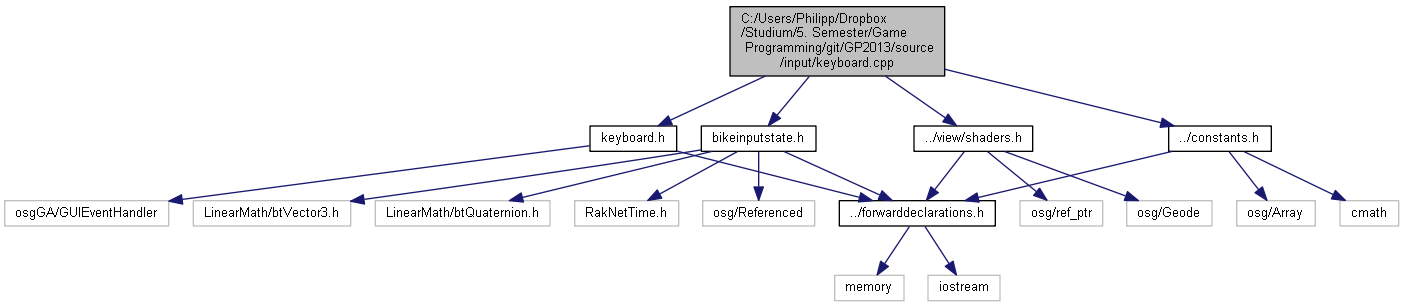 C:/Users/Philipp/Dropbox
/Studium/5. Semester/Game
Programming/git/GP2013/source
/input/keyboard.cpp
keyboard.h
bikeinputstate.h
../view/shaders.h
../constants.h
osgGA/GUIEventHandler
LinearMath/btVector3.h
LinearMath/btQuaternion.h
RakNetTime.h
osg/Referenced
../forwarddeclarations.h
osg/ref_ptr
osg/Geode
osg/Array
cmath
memory
iostream